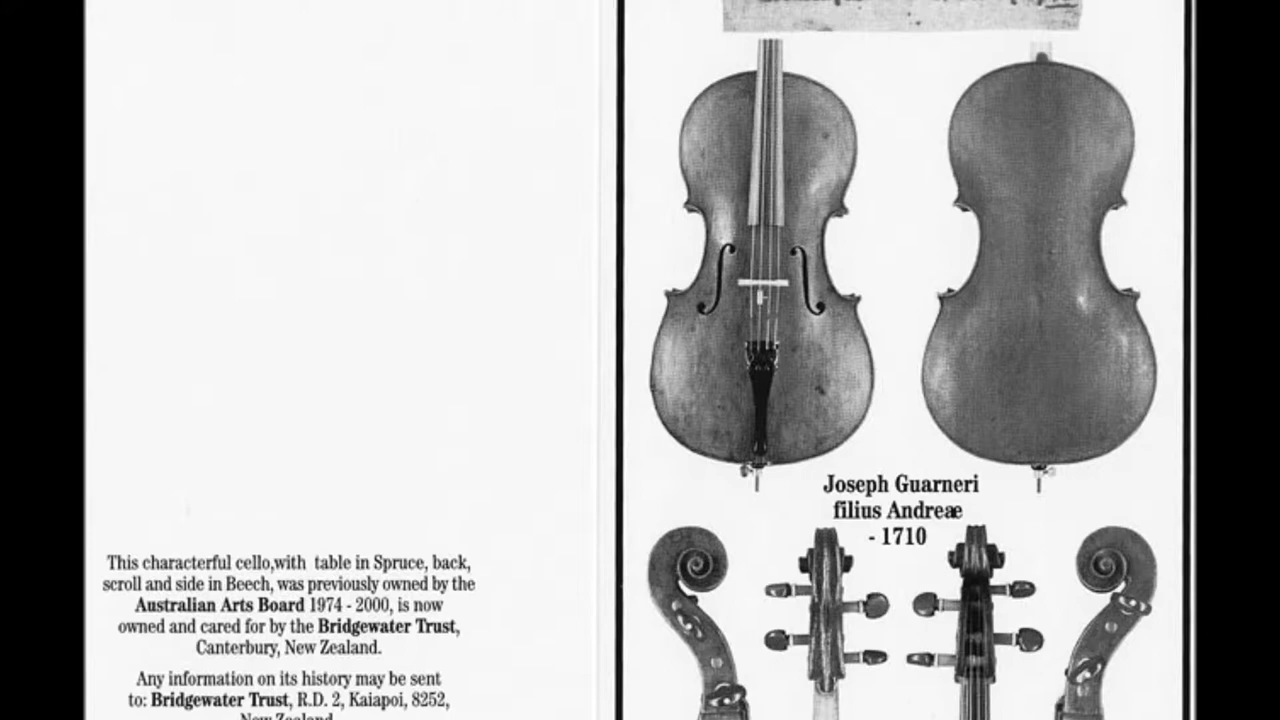 This characterful cello,with table in Spruce, back,
scroll and side in Beech, was previously owned by the
Australian Arts Board 1974 - 2000, is now
owned and cared for by the Bridgewater Trust,
Canterbury, New Zealand.
Any information on its history may be sent
to: Bridgewater Trust, R.D. 2, Kaiapoi, 8252,
New Zealand
Joseph Guarneri
filius Andreæ
- 1710